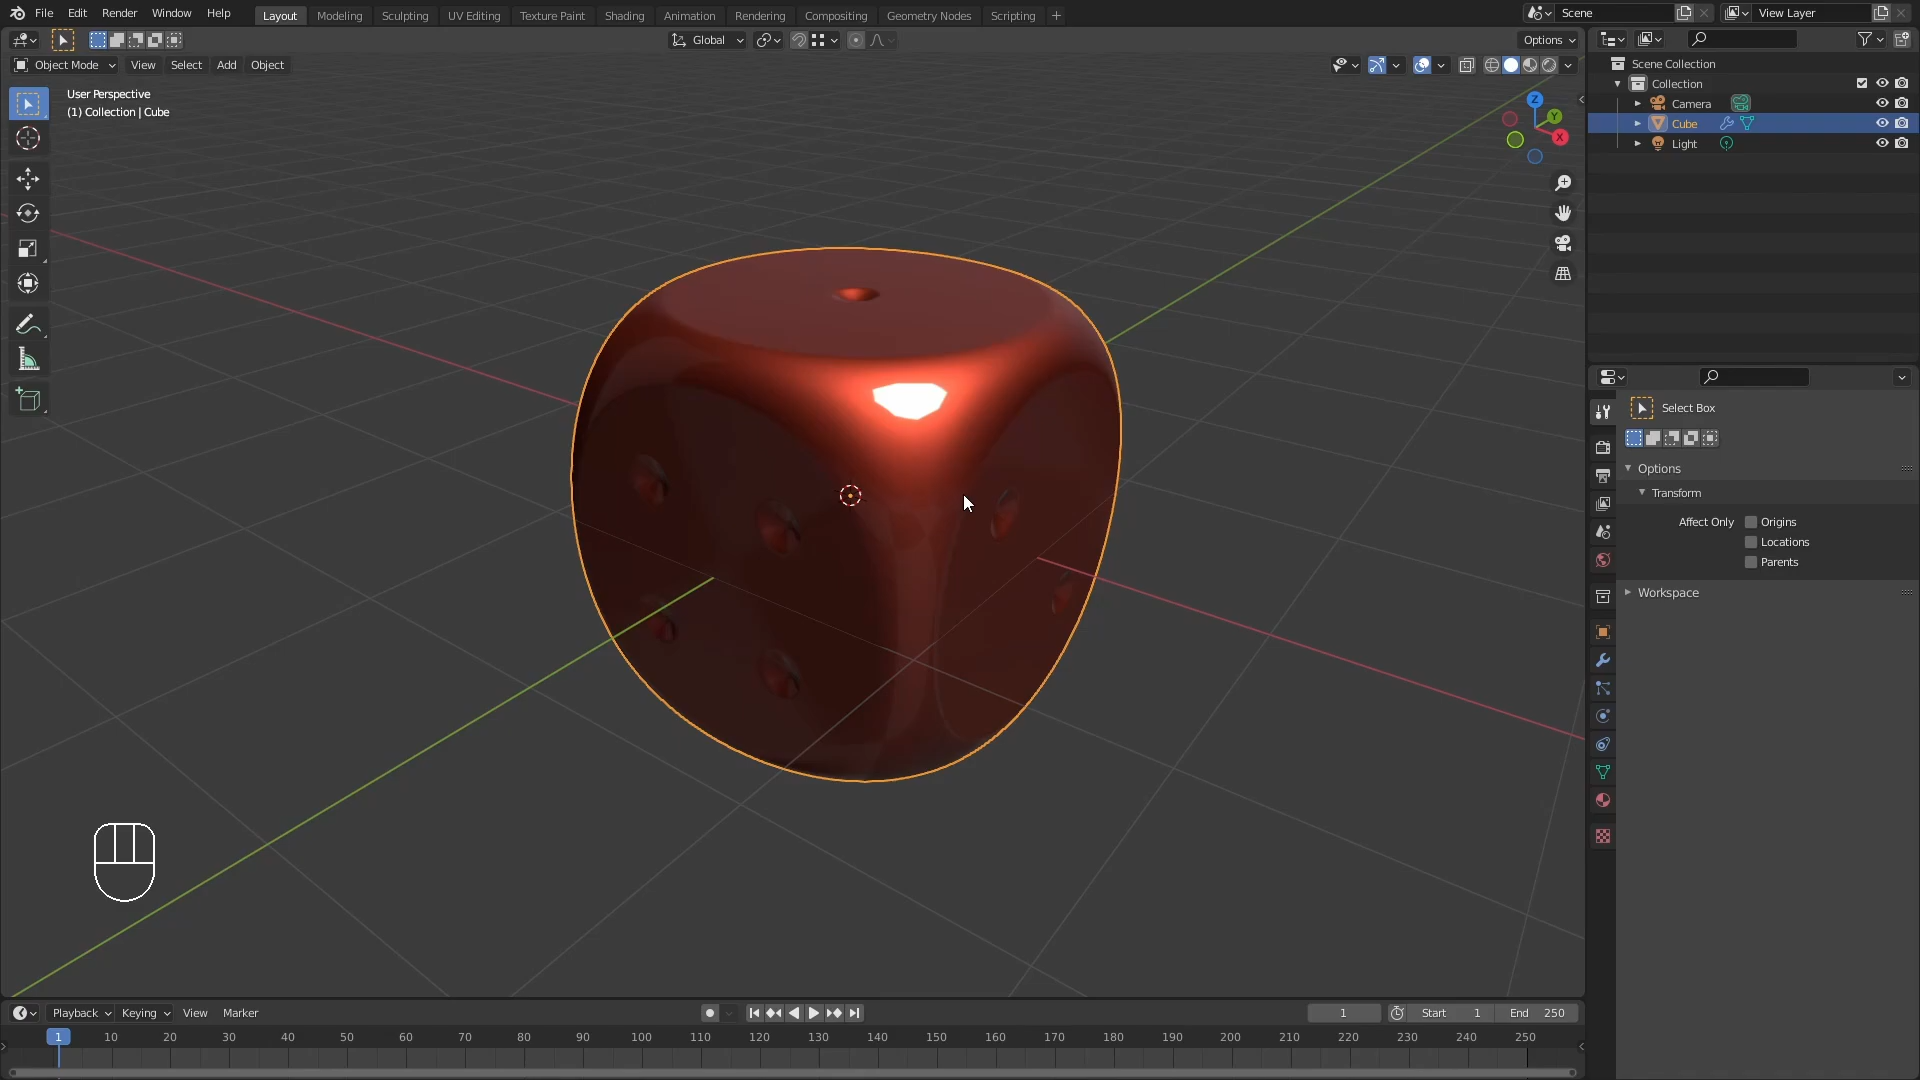 File Edit Render Window Help Layout Modeling Sculpting UV Editing Texture Paint Shading Animation Rendering Compositing Geometry Nodes Scripting + Scene View Layer
Global Options
Object Mode View Select Add Object
User Perspective
(1) Collection | Cube
Z
Y
X
Scene Collection
Collection
Camera
Cube
Light
Select Box
Options
Transform
Affect Only Origins
Locations
Parents
Workspace
Playback Keying View Marker 1 Start 1 End 250
1 10 20 30 40 50 60 70 80 90 100 110 120 130 140 150 160 170 180 190 200 210 220 230 240 250